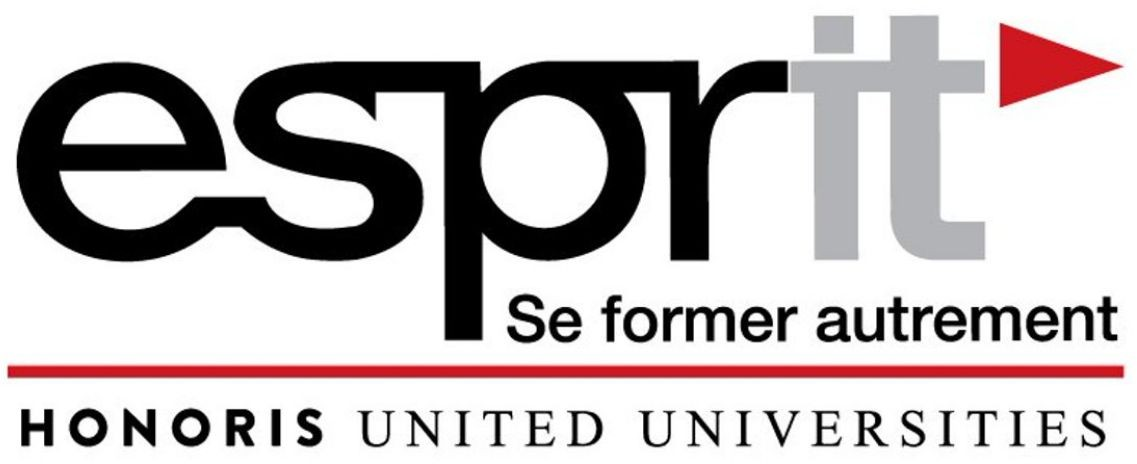 esprit
Se former autrement
HONORIS UNITED UNIVERSITIES